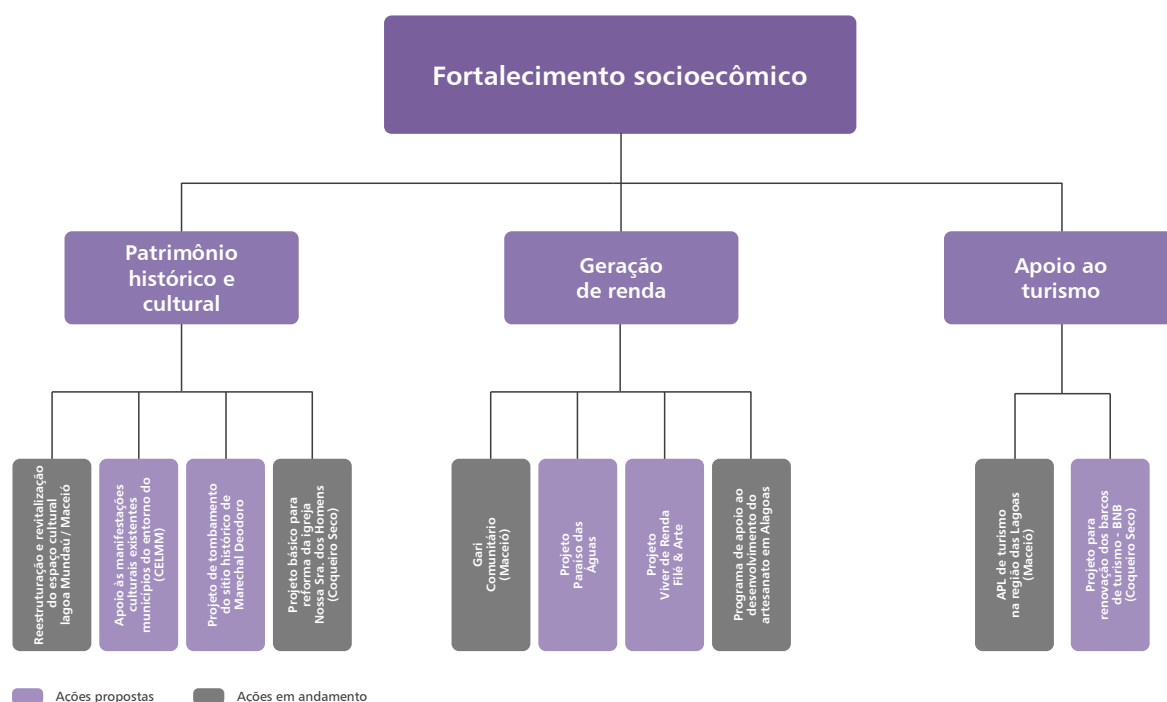 Fortalecimento socioecômico
Patrimônio
histórico e
cultural
Geração
de renda
Apoio ao
turismo
Reestruturação e revitalização
do espaço cultural
lagoa Mundaú / Maceió
Apoio às manifestações
culturais existentes
municípios do entorno do
(CELMM)
Projeto de tombamento
do sítio histórico de
Marechal Deodoro
Projeto básico para
reforma da igreja
Nossa Sra. dos Homens
(Coqueiro Seco)
Gari
Comunitário
(Maceió)
Projeto
Paraíso das
Águas
Projeto
Viver de Renda
Filé & Arte
Programa de apoio ao
desenvolvimento do
artesanato em Alagoas
APL de turismo
na região das Lagoas
(Maceió)
Projeto para
renovação dos barcos
de turismo - BNB
(Coqueiro Seco)
Ações propostas
Ações em andamento